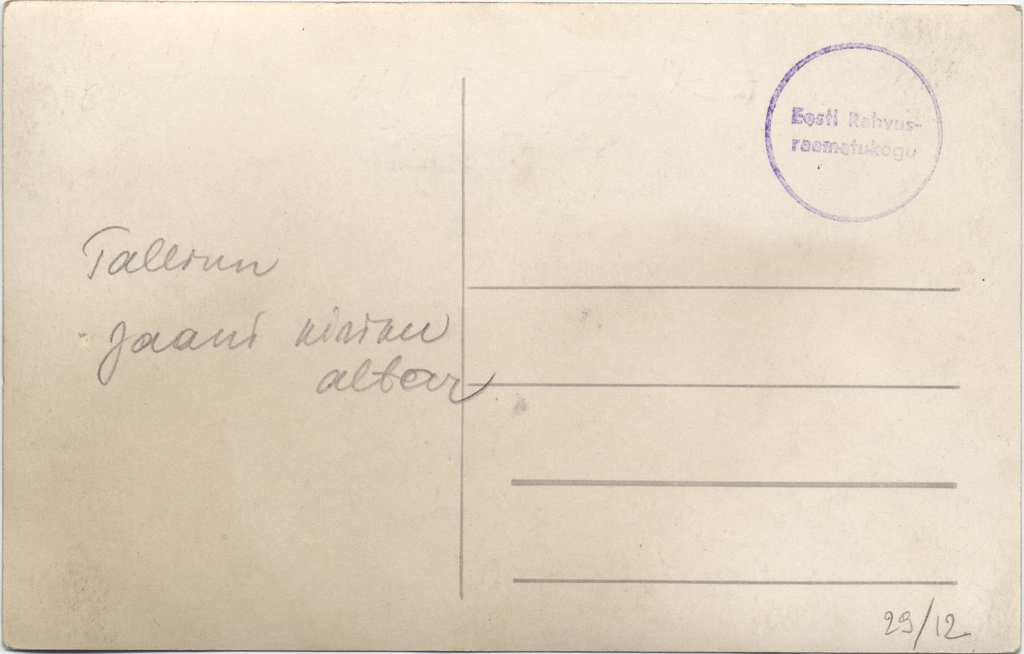 Eesti Rahvus-
raamatukogu
Tallinn
Jaani kiriku
altar
29/12